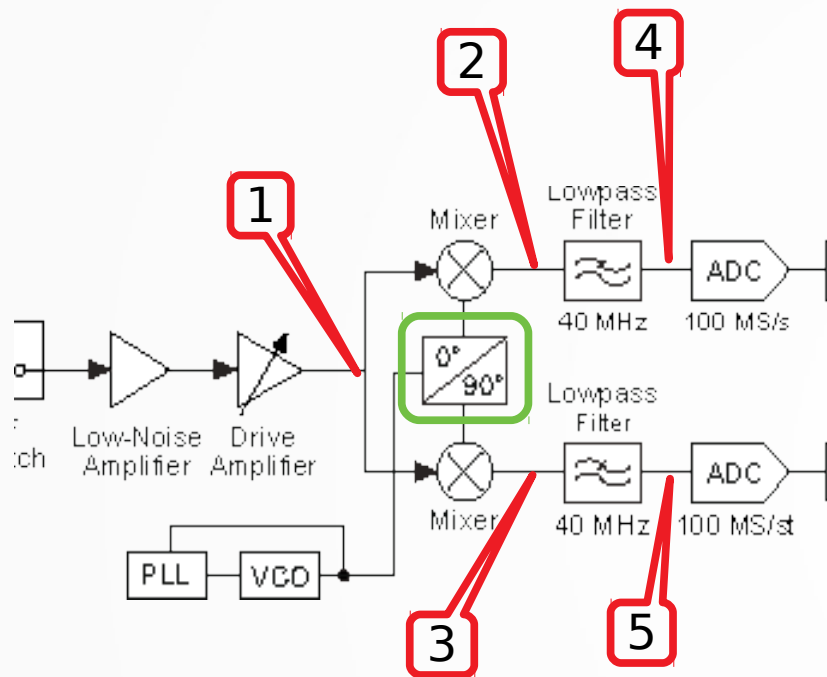 4
2
1
Lowpass
Filter
Mixer
ADC
40 MHz
100 MS/s
0°
90°
Low-Noise
Amplifier
Drive
Amplifier
tch
Lowpass
Filter
ADC
Mixer
40 MHz
100 MS/st
PLL
VCO
3
5